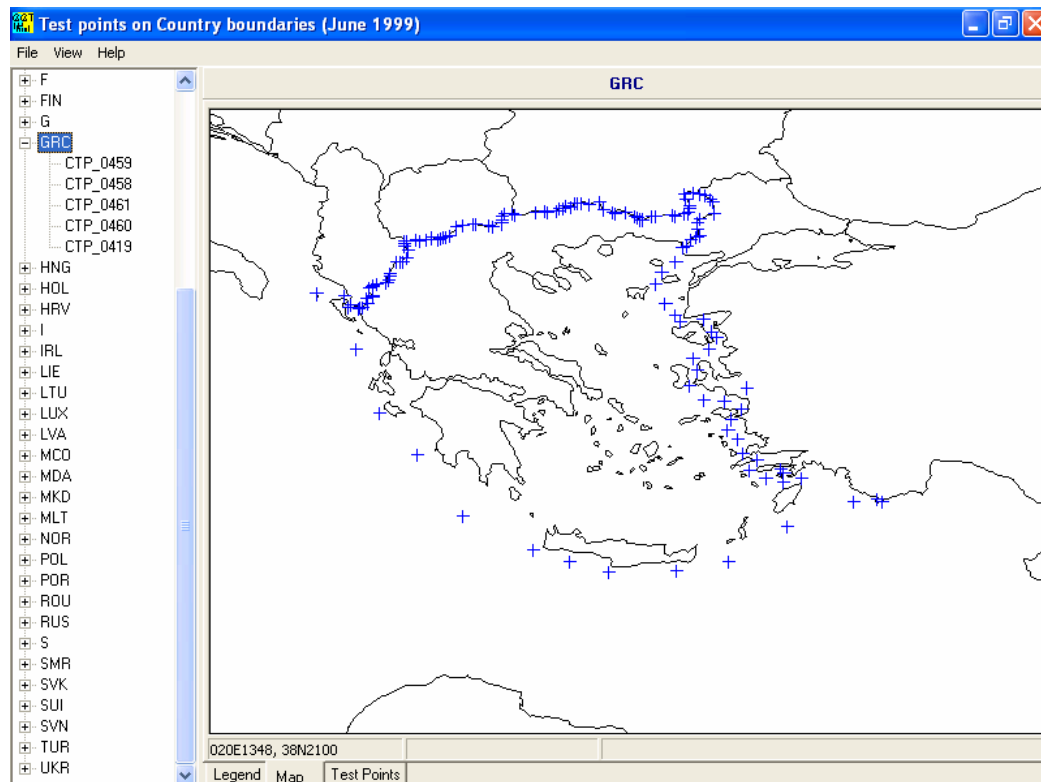 Test points on Country boundaries (June 1999)
File View Help
F
FIN
G
GRC
CTP_0459
CTP_0458
CTP_0461
CTP_0460
CTP_0419
HNG
HOL
HRV
I
IRL
LIE
LTU
LUX
LVA
MCO
MDA
MKD
MLT
NOR
POL
POR
ROU
RUS
S
SMR
SVK
SUI
SVN
TUR
UKR
GRC
020E1348, 38N2100
Legend Map Test Points